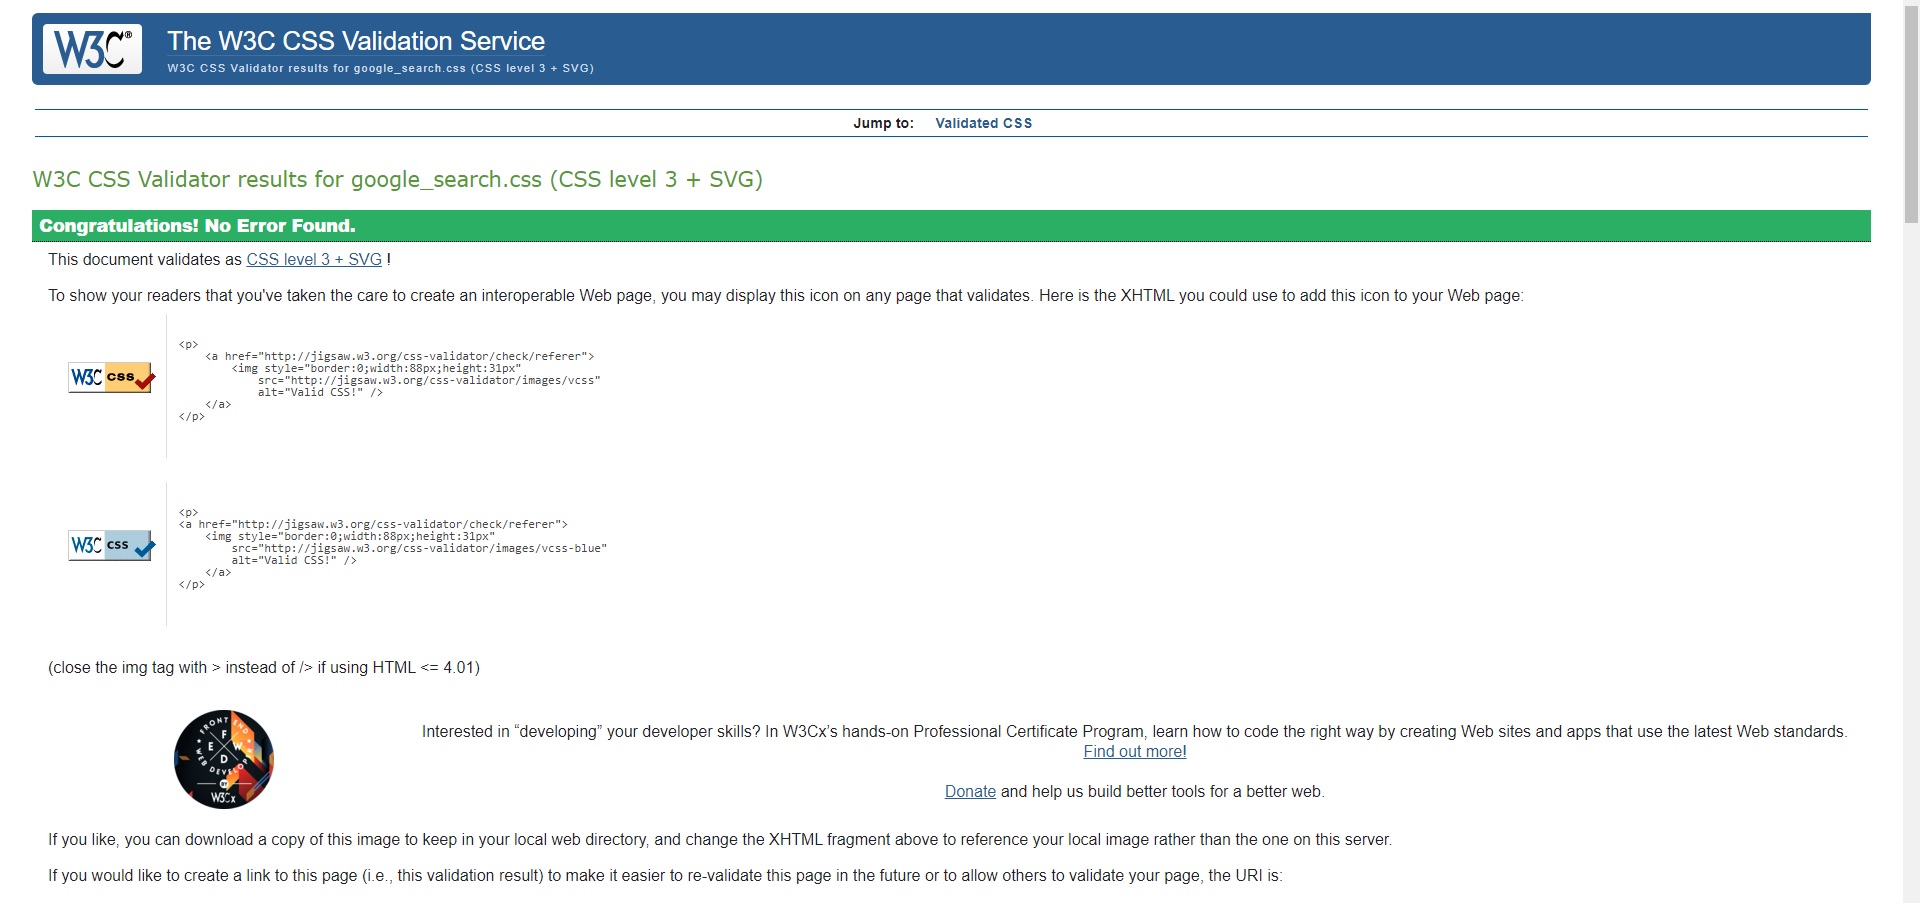 W3C®
The W3C CSS Validation Service
W3C CSS Validator results for google_search.css (CSS level 3 + SVG)
Jump to: Validated CSS
W3C CSS Validator results for google_search.css (CSS level 3 + SVG)
Congratulations! No Error Found.
This document validates as CSS level 3 + SVG !
To show your readers that you've taken the care to create an interoperable Web page, you may display this icon on any page that validates. Here is the XHTML you could use to add this icon to your Web page:
W3C css
<p>
    <a href="http://jigsaw.w3.org/css-validator/check/referer">
        <img style="border:0;width:88px;height:31px"
            src="http://jigsaw.w3.org/css-validator/images/vcss"
            alt="Valid CSS!" />
    </a>
</p>
W3C css
<p>
<a href="http://jigsaw.w3.org/css-validator/check/referer">
    <img style="border:0;width:88px;height:31px"
        src="http://jigsaw.w3.org/css-validator/images/vcss-blue"
        alt="Valid CSS!" />
    </a>
</p>
(close the img tag with > instead of /> if using HTML <= 4.01)
FRONT END
WEB DEVELOPER
F
E W
D
W3Cx
Interested in “developing” your developer skills? In W3Cx’s hands-on Professional Certificate Program, learn how to code the right way by creating Web sites and apps that use the latest Web standards.
Find out more!
Donate and help us build better tools for a better web.
If you like, you can download a copy of this image to keep in your local web directory, and change the XHTML fragment above to reference your local image rather than the one on this server.
If you would like to create a link to this page (i.e., this validation result) to make it easier to re-validate this page in the future or to allow others to validate your page, the URI is: